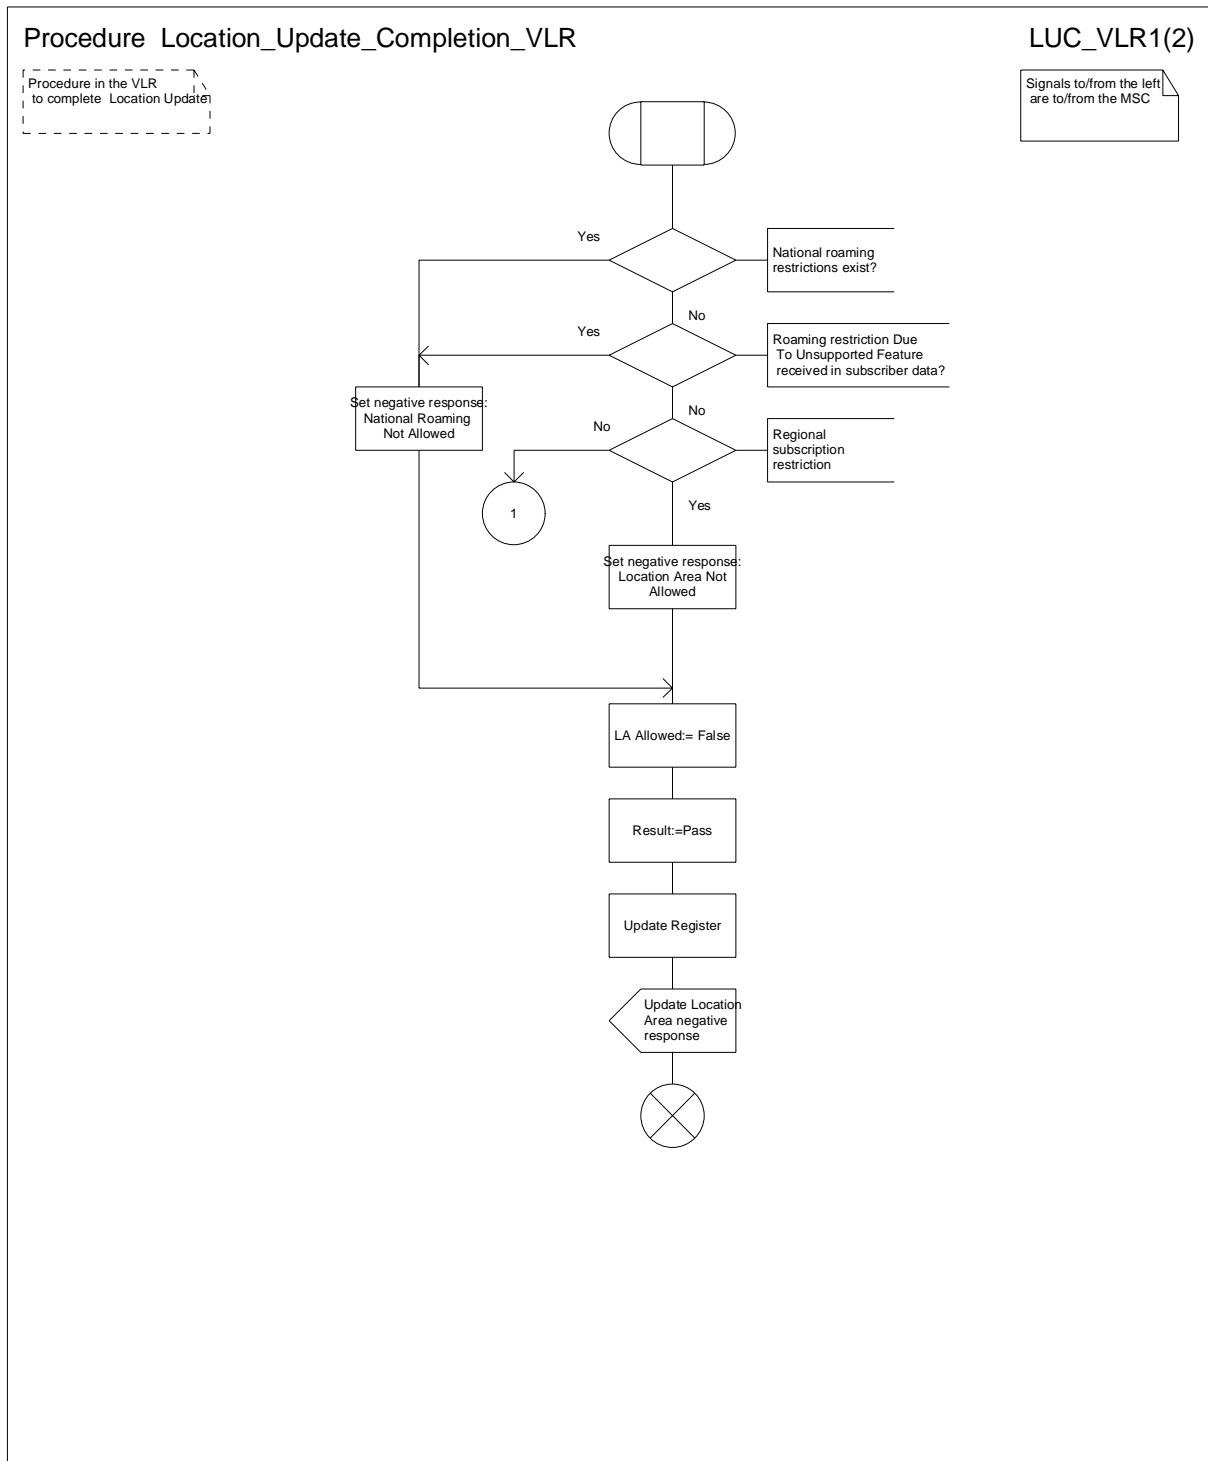 Procedure Location_Update_Completion_VLR
LUC_VLR1(2)
Procedure in the VLR
to complete Location Update
Signals to/from the left
are to/from the MSC
Yes
National roaming
restrictions exist?
No
Yes
Roaming restriction Due
To Unsupported Feature
received in subscriber data?
Set negative response:
National Roaming
Not Allowed
No
No
Regional
subscription
restriction
1
Yes
Set negative response:
Location Area Not
Allowed
LA Allowed:= False
Result:=Pass
Update Register
Update Location
Area negative
response